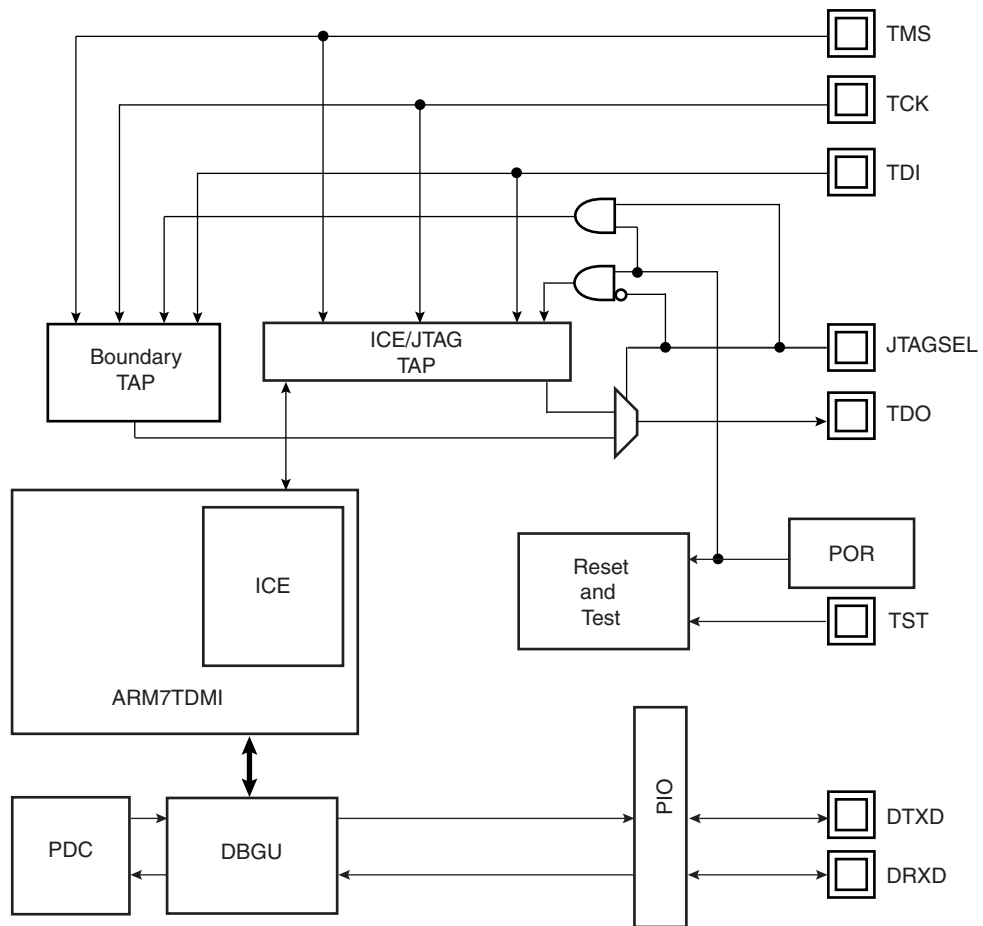 TMS
TCK
TDI
Boundary
TAP
ICE/JTAG
TAP
JTAGSEL
TDO
ICE
ARM7TDMI
Reset
and
Test
POR
TST
PDC
DBGU
PIO
DTXD
DRXD